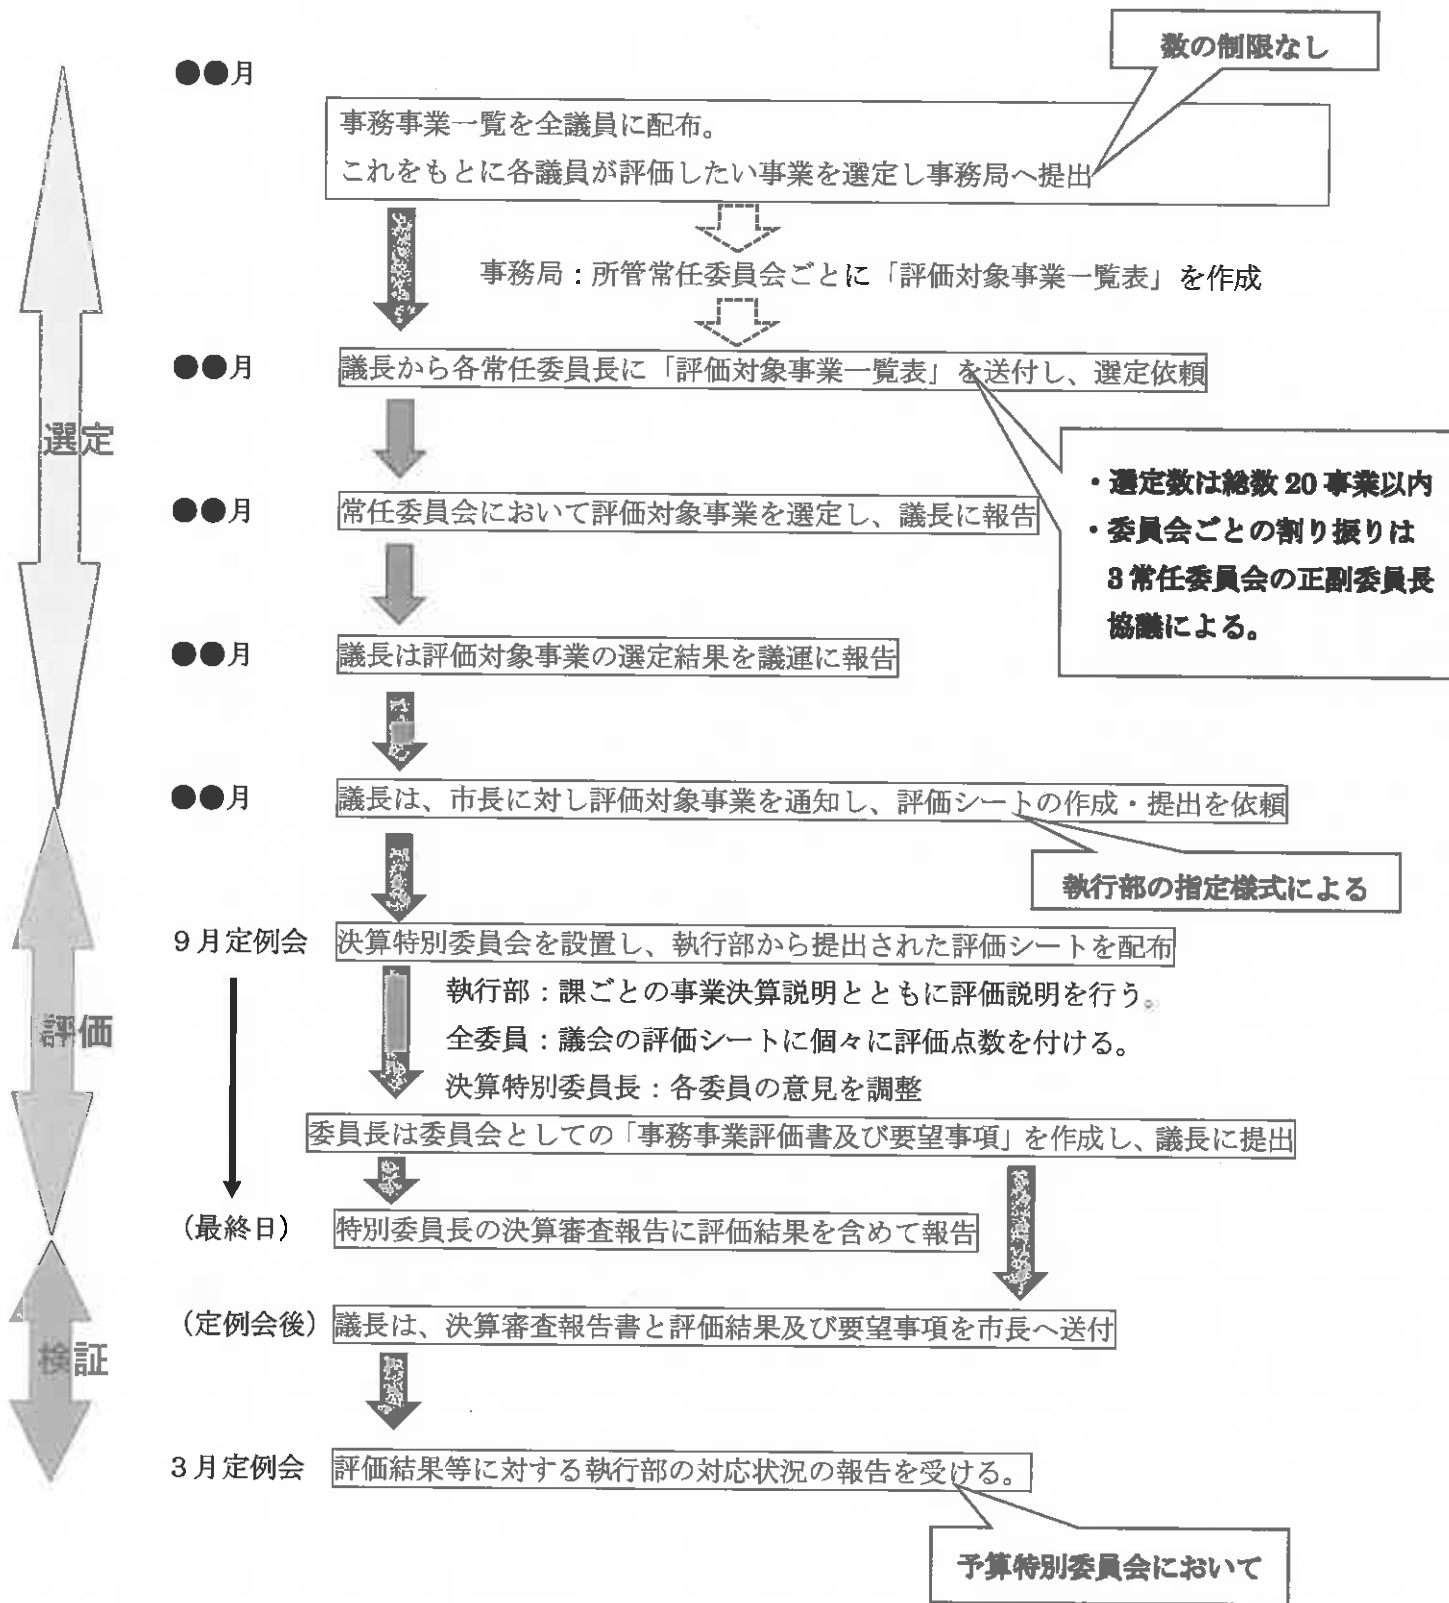 数の制限なし
●●月
事務事業一覧を全議員に配布。
これをもとに各議員が評価したい事業を選定し事務局へ提出
事務局：所管常任委員会ごとに「評価対象事業一覧表」を作成
●●月
議長から各常任委員長に「評価対象事業一覧表」を送付し、選定依頼
選定
・選定数は総数 20 事業以内
・委員会ごとの割り振りは
3 常任委員会の正副委員長
協議による。
●●月
常任委員会において評価対象事業を選定し、議長に報告
●●月
議長は評価対象事業の選定結果を議運に報告
●●月
議長は、市長に対し評価対象事業を通知し、評価シートの作成・提出を依頼
執行部の指定様式による
9月定例会
決算特別委員会を設置し、執行部から提出された評価シートを配布
執行部：課ごとの事業決算説明とともに評価説明を行う。
評価
全委員：議会の評価シートに個々に評価点数を付ける。
決算特別委員長：各委員の意見を調整
委員長は委員会としての「事務事業評価書及び要望事項」を作成し、議長に提出
(最終日)
特別委員長の決算審査報告に評価結果を含めて報告
(定例会後)
議長は、決算審査報告書と評価結果及び要望事項を市長へ送付
検証
3月定例会
評価結果等に対する執行部の対応状況の報告を受ける。
予算特別委員会において